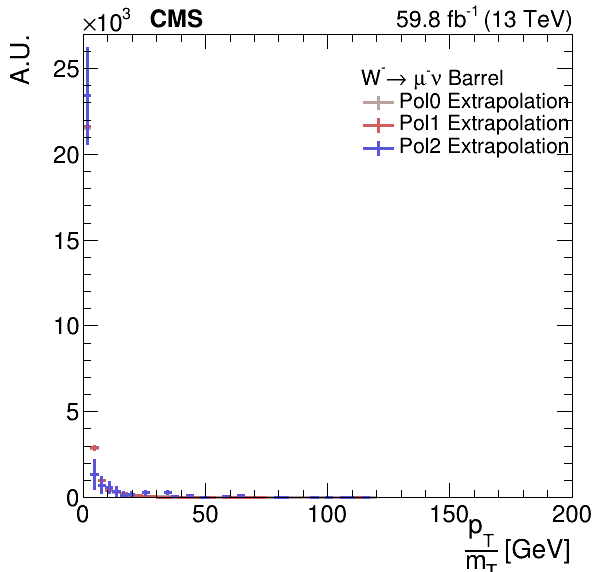 ×10³ CMS 59.8 fb⁻¹ (13 TeV)
A.U.
W⁻→ μ⁻ν Barrel
Pol0 Extrapolation
Pol1 Extrapolation
Pol2 Extrapolation
25
20
15
10
5
0
0 50 100 150 200
p_T
m_T [GeV]